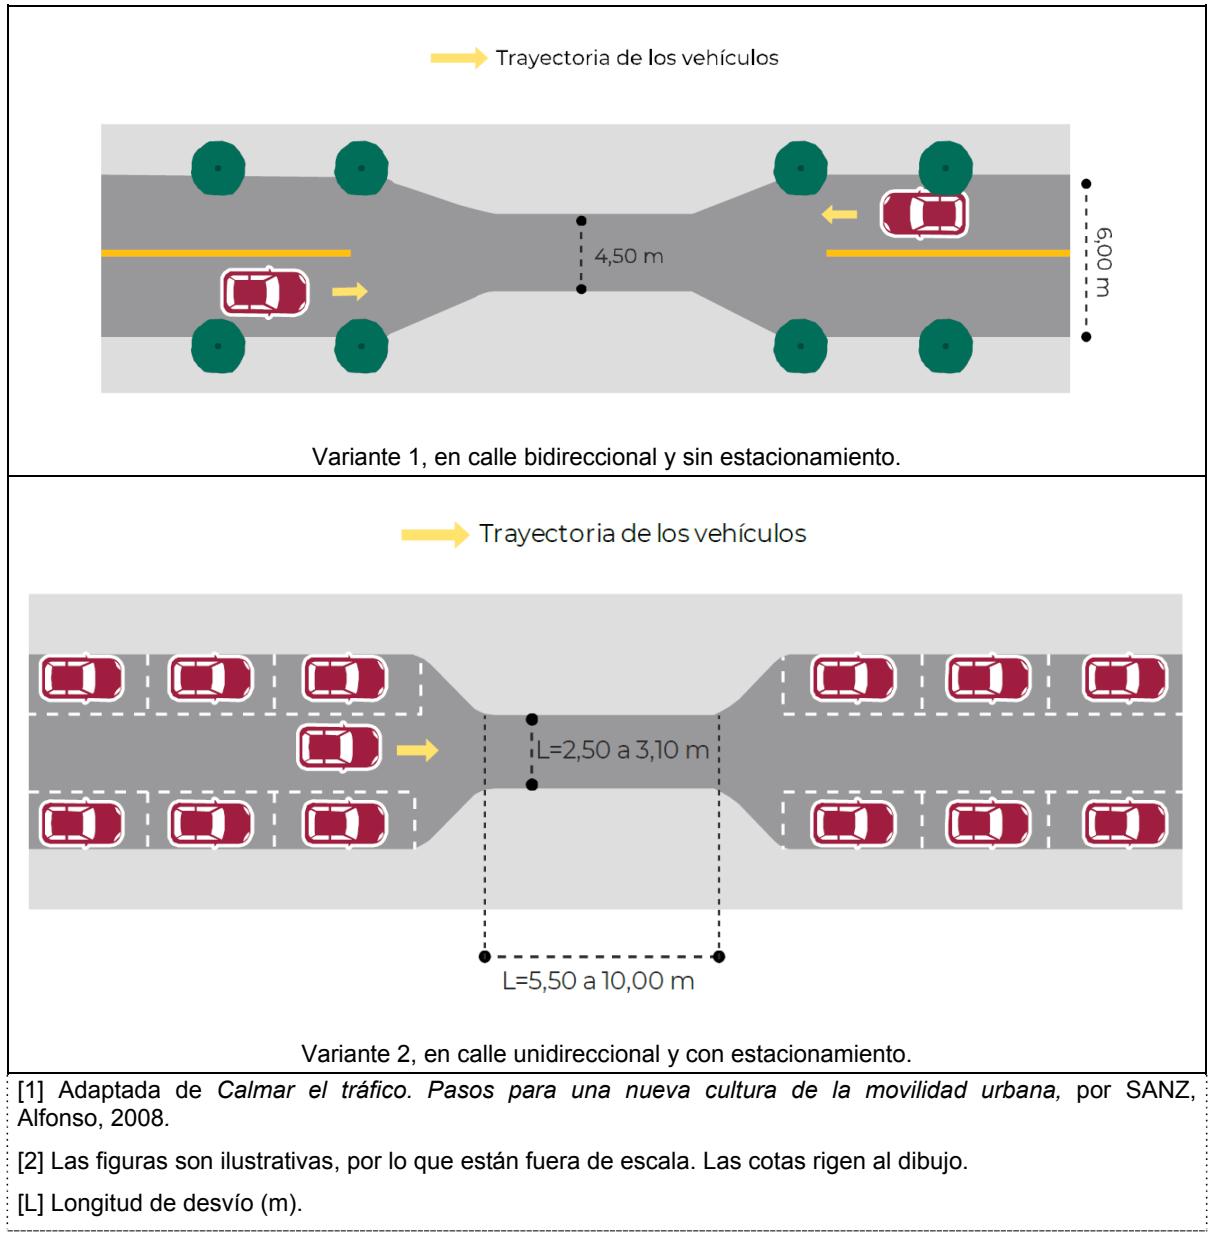 Trayectoria de los vehículos
4,50 m
6,00 m
Variante 1, en calle bidireccional y sin estacionamiento.
Trayectoria de los vehículos
L=2,50 a 3,10 m
L=5,50 a 10,00 m
Variante 2, en calle unidireccional y con estacionamiento.
[1] Adaptada de Calmar el tráfico. Pasos para una nueva cultura de la movilidad urbana, por SANZ,
Alfonso, 2008.
[2] Las figuras son ilustrativas, por lo que están fuera de escala. Las cotas rigen al dibujo.
[L] Longitud de desvío (m).